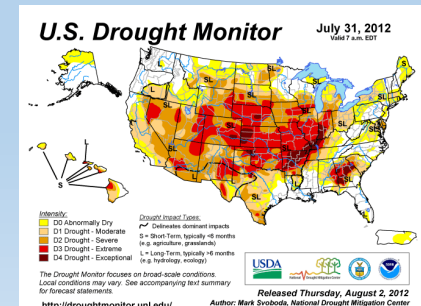 U.S. Drought Monitor
July 31, 2012
Valid 7 a.m. EDT
SL
SL
SL
S
L
SL
SL
SL
SL
SL
SL
SL
SL
L
S
Intensity:
D0 Abnormally Dry
D1 Drought - Moderate
D2 Drought - Severe
D3 Drought - Extreme
D4 Drought - Exceptional
Drought Impact Types:
Delineates dominant impacts
S = Short-Term, typically <6 months
(e.g. agriculture, grasslands)
L = Long-Term, typically >6 months
(e.g. hydrology, ecology)
The Drought Monitor focuses on broad-scale conditions.
Local conditions may vary. See accompanying text summary
for forecast statements.
USDA
Released Thursday, August 2, 2012
http://droughtmonitor.unl.edu/
Author: Mark Svoboda, National Drought Mitigation Center